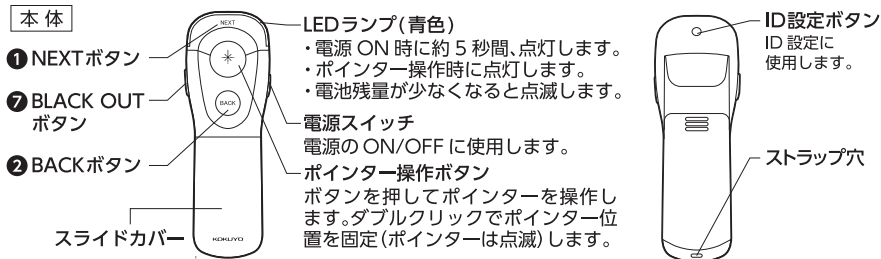 本体
❶NEXTボタン
❼BLACK OUT
ボタン
❷BACKボタン
スライドカバー
NEXT
BACK
KOKUYO
LEDランプ(青色)
・電源 ON 時に約 5 秒間、点灯します。
・ポインター操作時に点灯します。
・電池残量が少なくなると点滅します。
電源スイッチ
電源の ON/OFF に使用します。
ポインター操作ボタン
ボタンを押してポインターを操作し
ます。ダブルクリックでポインター位
置を固定(ポインターは点滅)します。
ID設定ボタン
ID 設定に
使用します。
ストラップ穴